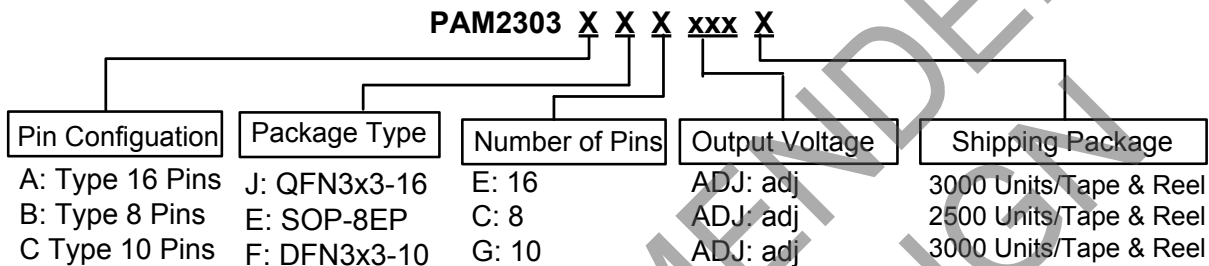 PAM2303 X X X xxx X
Pin Configuation Package Type Number of Pins Output Voltage Shipping Package
A: Type 16 Pins J: QFN3x3-16 E: 16 ADJ: adj 3000 Units/Tape & Reel
B: Type 8 Pins E: SOP-8EP C: 8 ADJ: adj 2500 Units/Tape & Reel
C Type 10 Pins F: DFN3x3-10 G: 10 ADJ: adj 3000 Units/Tape & Reel